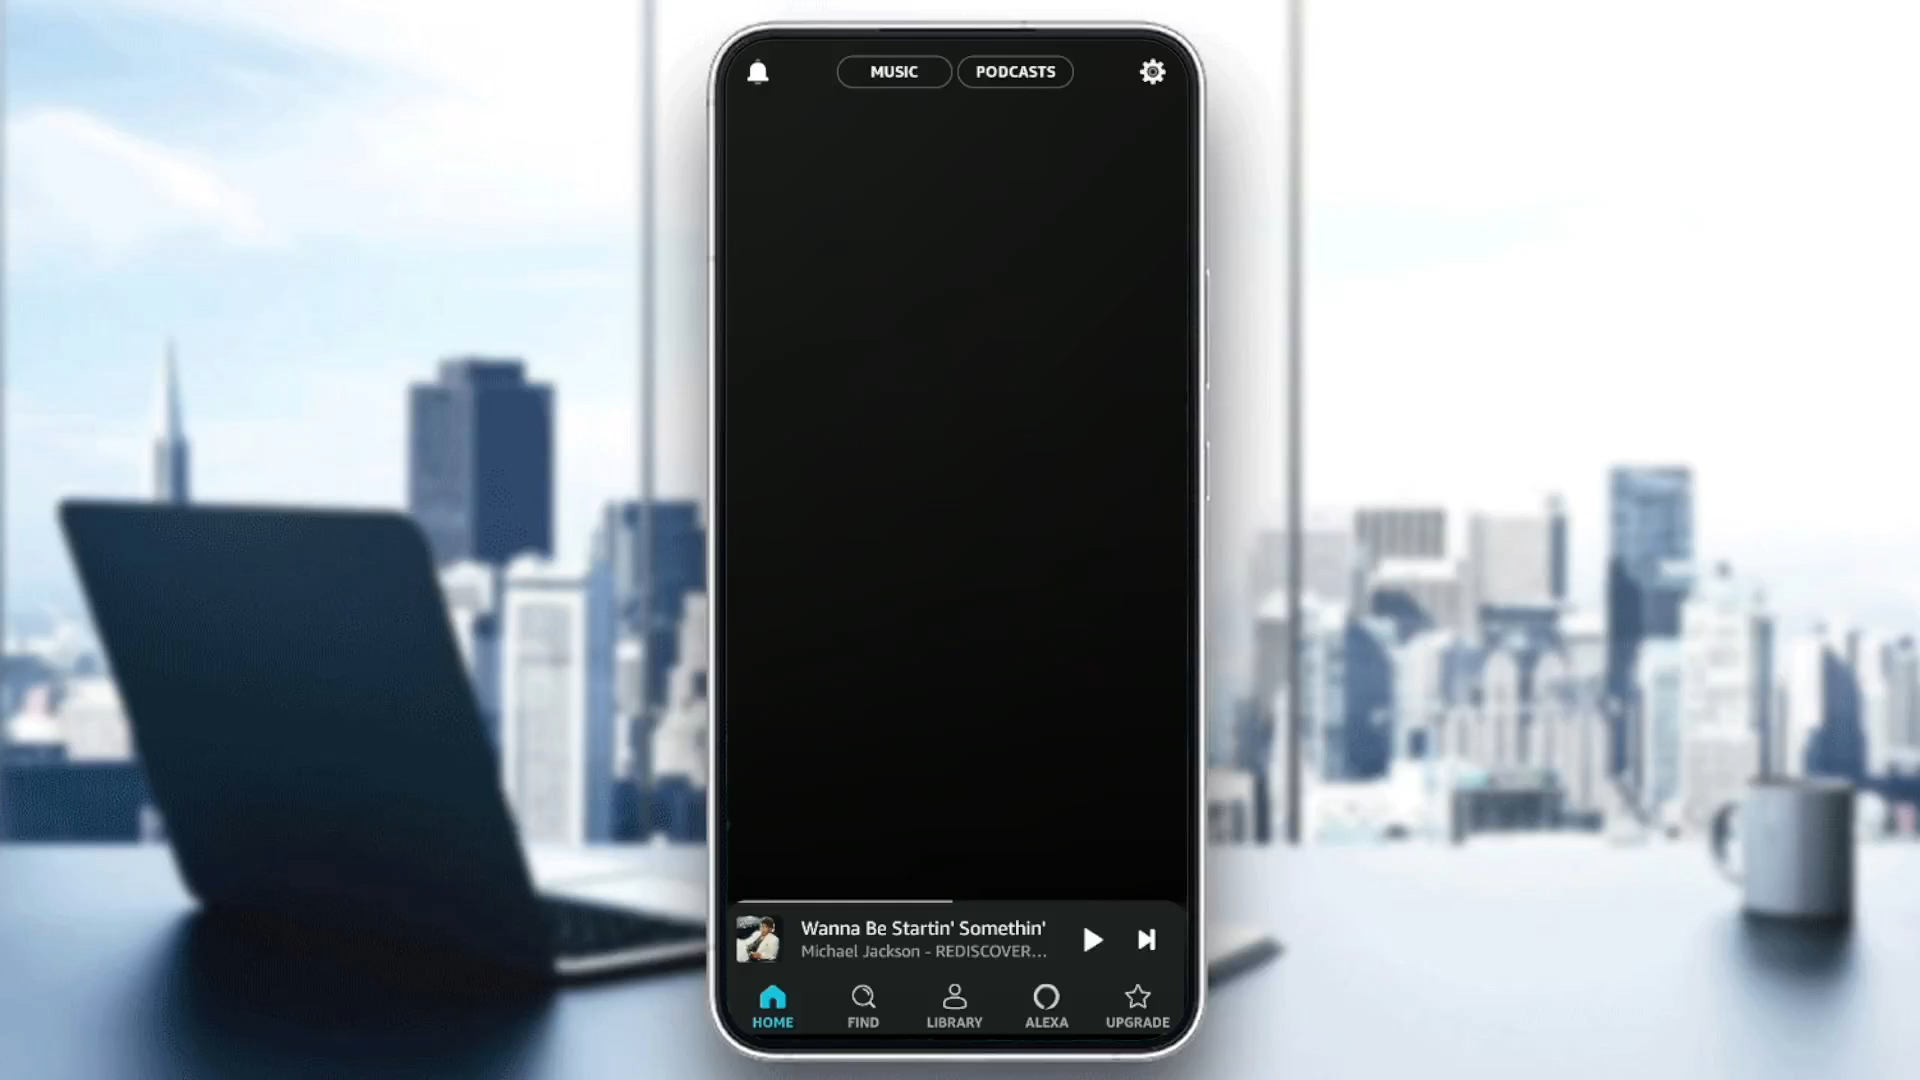 MUSIC PODCASTS
Wanna Be Startin' Somethin'
Michael Jackson - REDISCOVER...
HOME FIND LIBRARY ALEXA UPGRADE